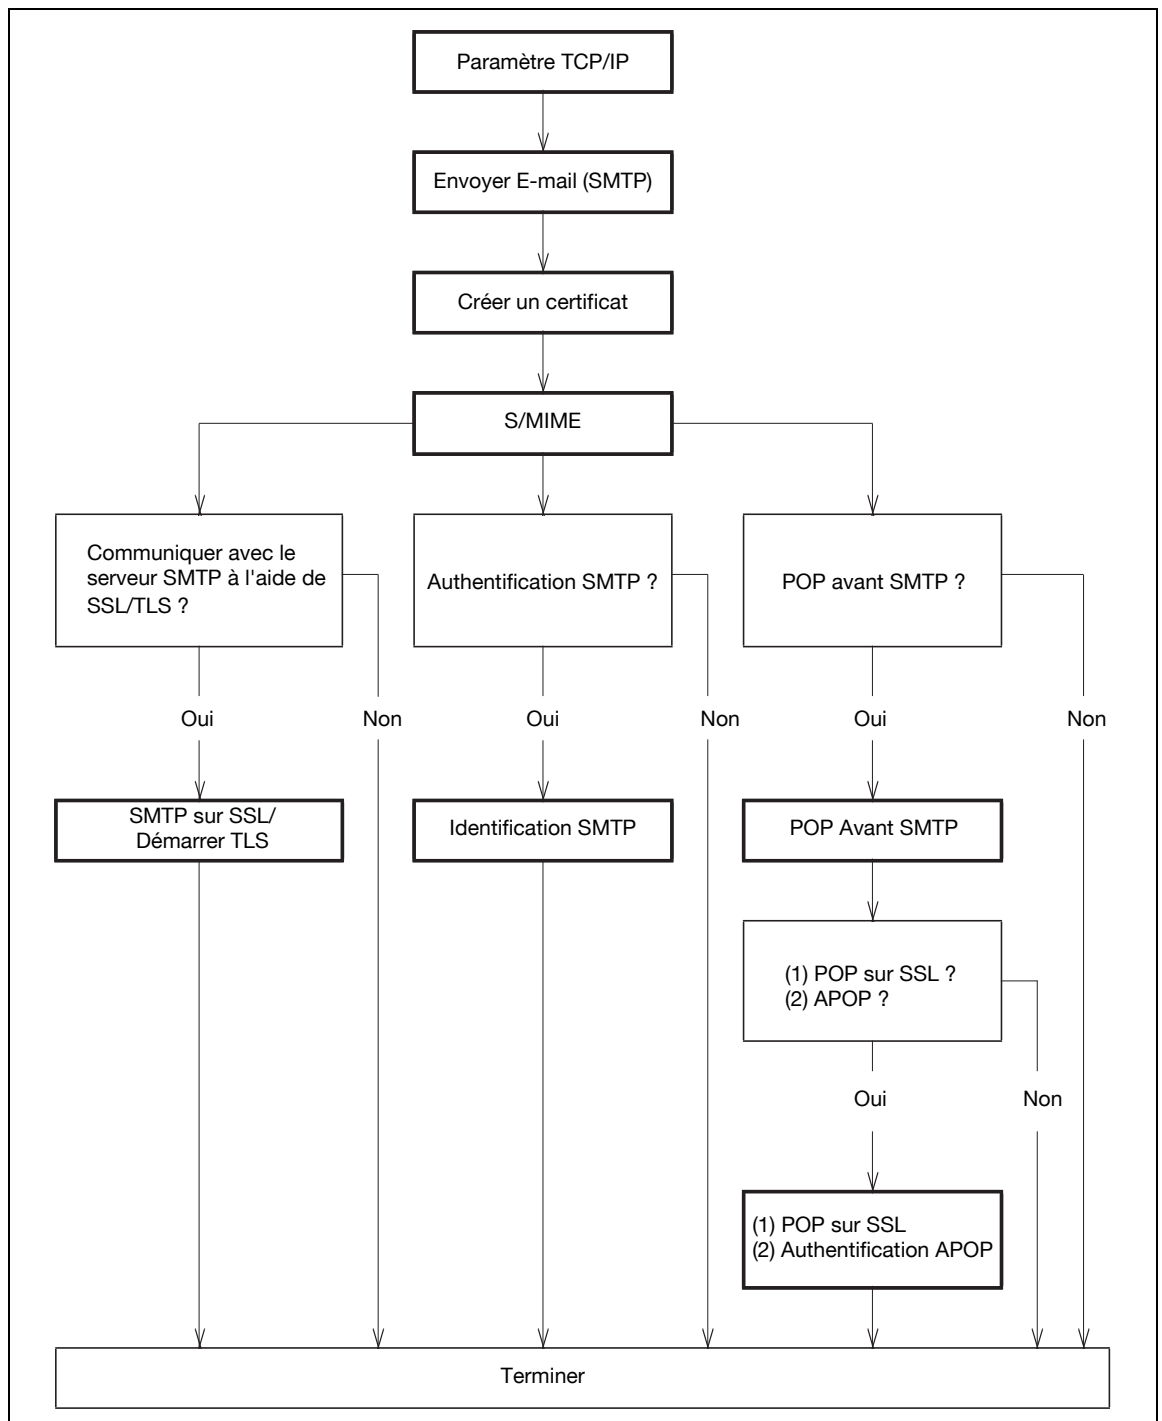 Paramètre TCP/IP
Envoyer E-mail (SMTP)
Créer un certificat
S/MIME
Communiquer avec le
serveur SMTP à l'aide de
SSL/TLS ?
Authentification SMTP ?
POP avant SMTP ?
Oui
Non
Oui
Non
Oui
Non
SMTP sur SSL/
Démarrer TLS
Identification SMTP
POP Avant SMTP
(1) POP sur SSL ?
(2) APOP ?
Oui
Non
(1) POP sur SSL
(2) Authentification APOP
Terminer